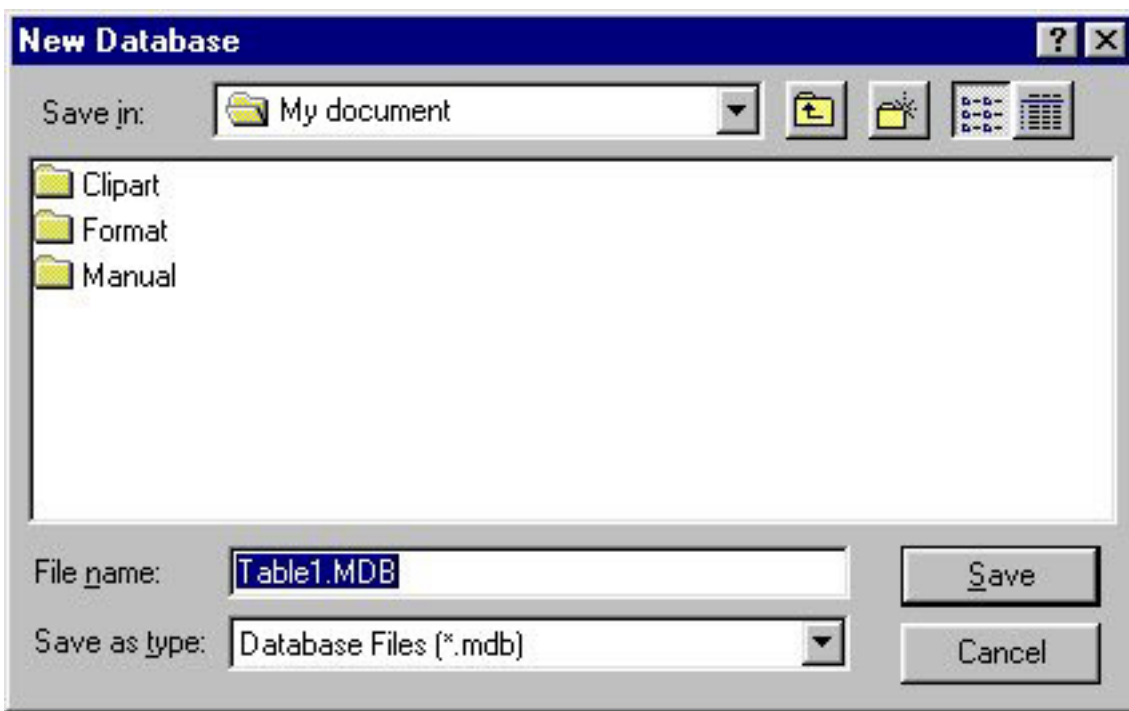 New Database
?
Save in:
My document
Clipart
Format
Manual
File name:
Table1.MDB
Save
Save as type:
Database Files (*.mdb)
Cancel